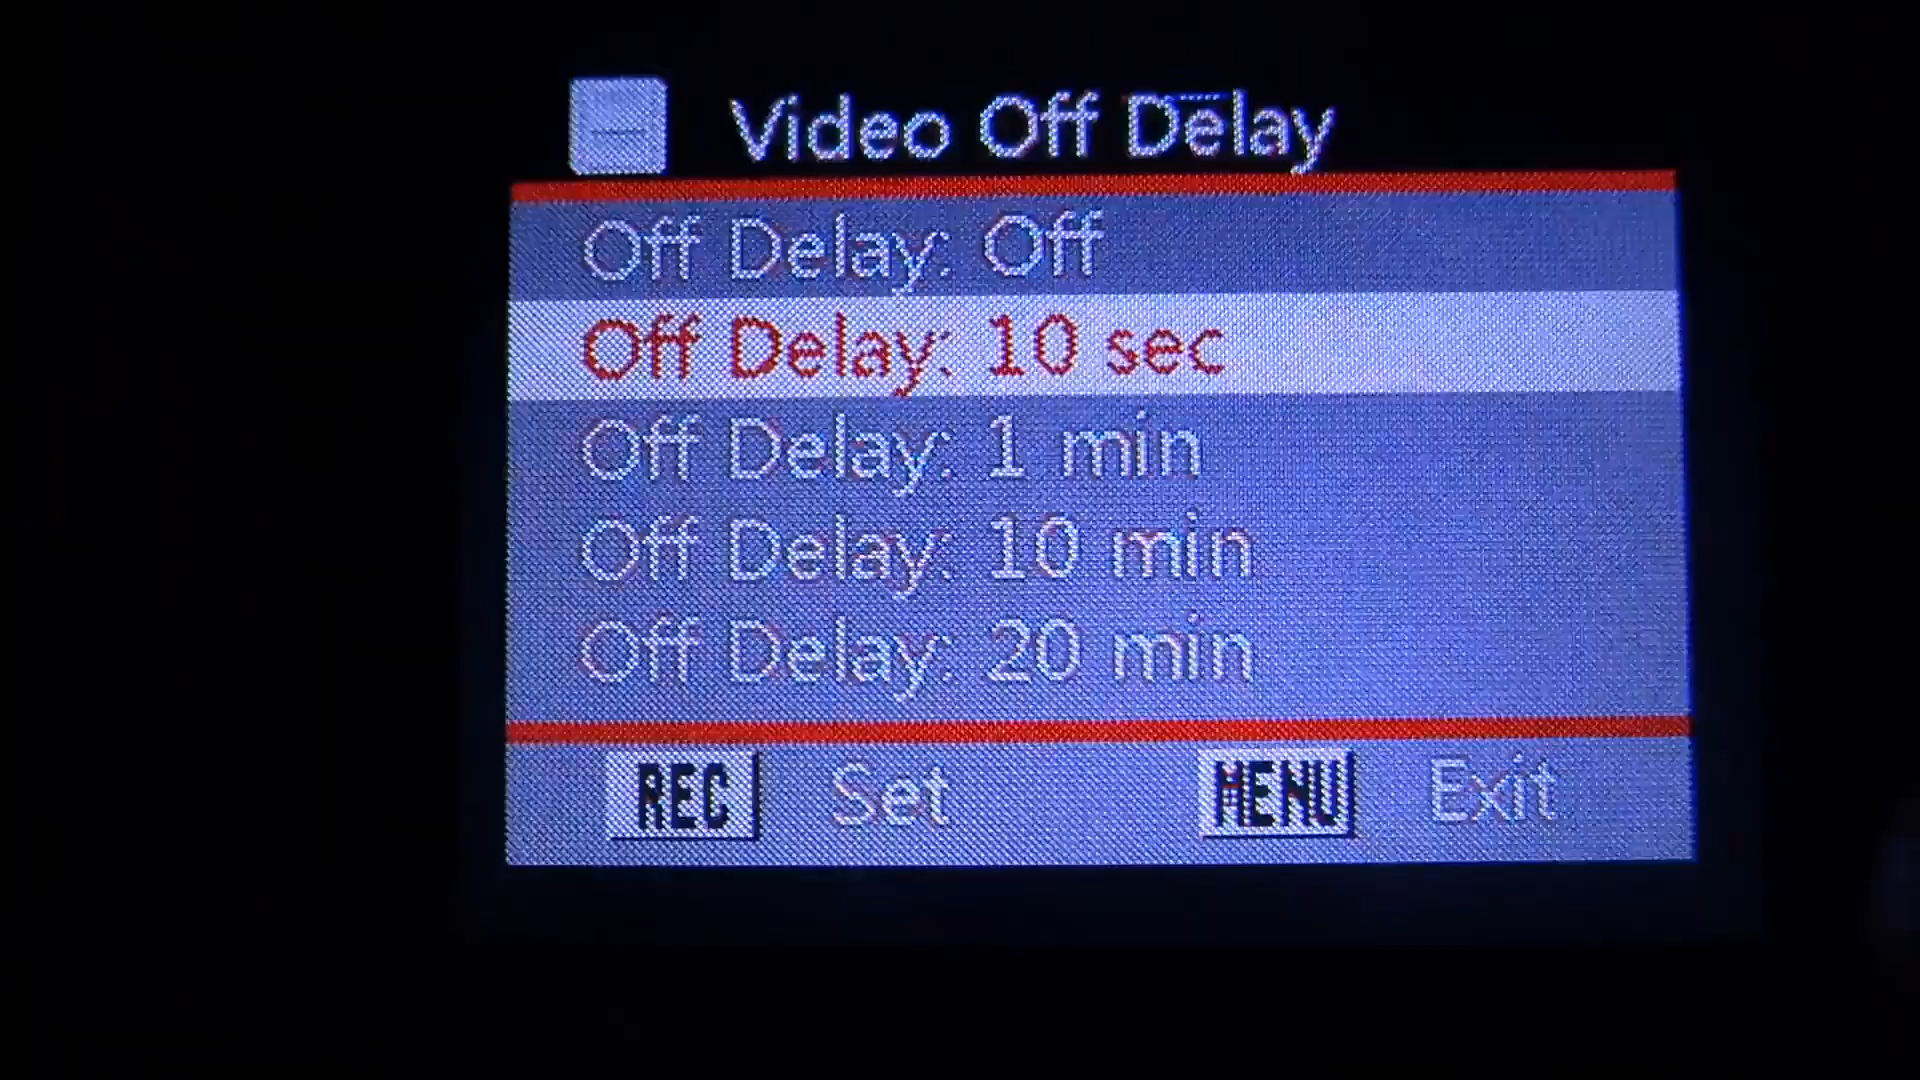 Video Off Delay
Off Delay: Off
Off Delay: 10 sec
Off Delay: 1 min
Off Delay: 10 min
Off Delay: 20 min
REC Set MENU Exit